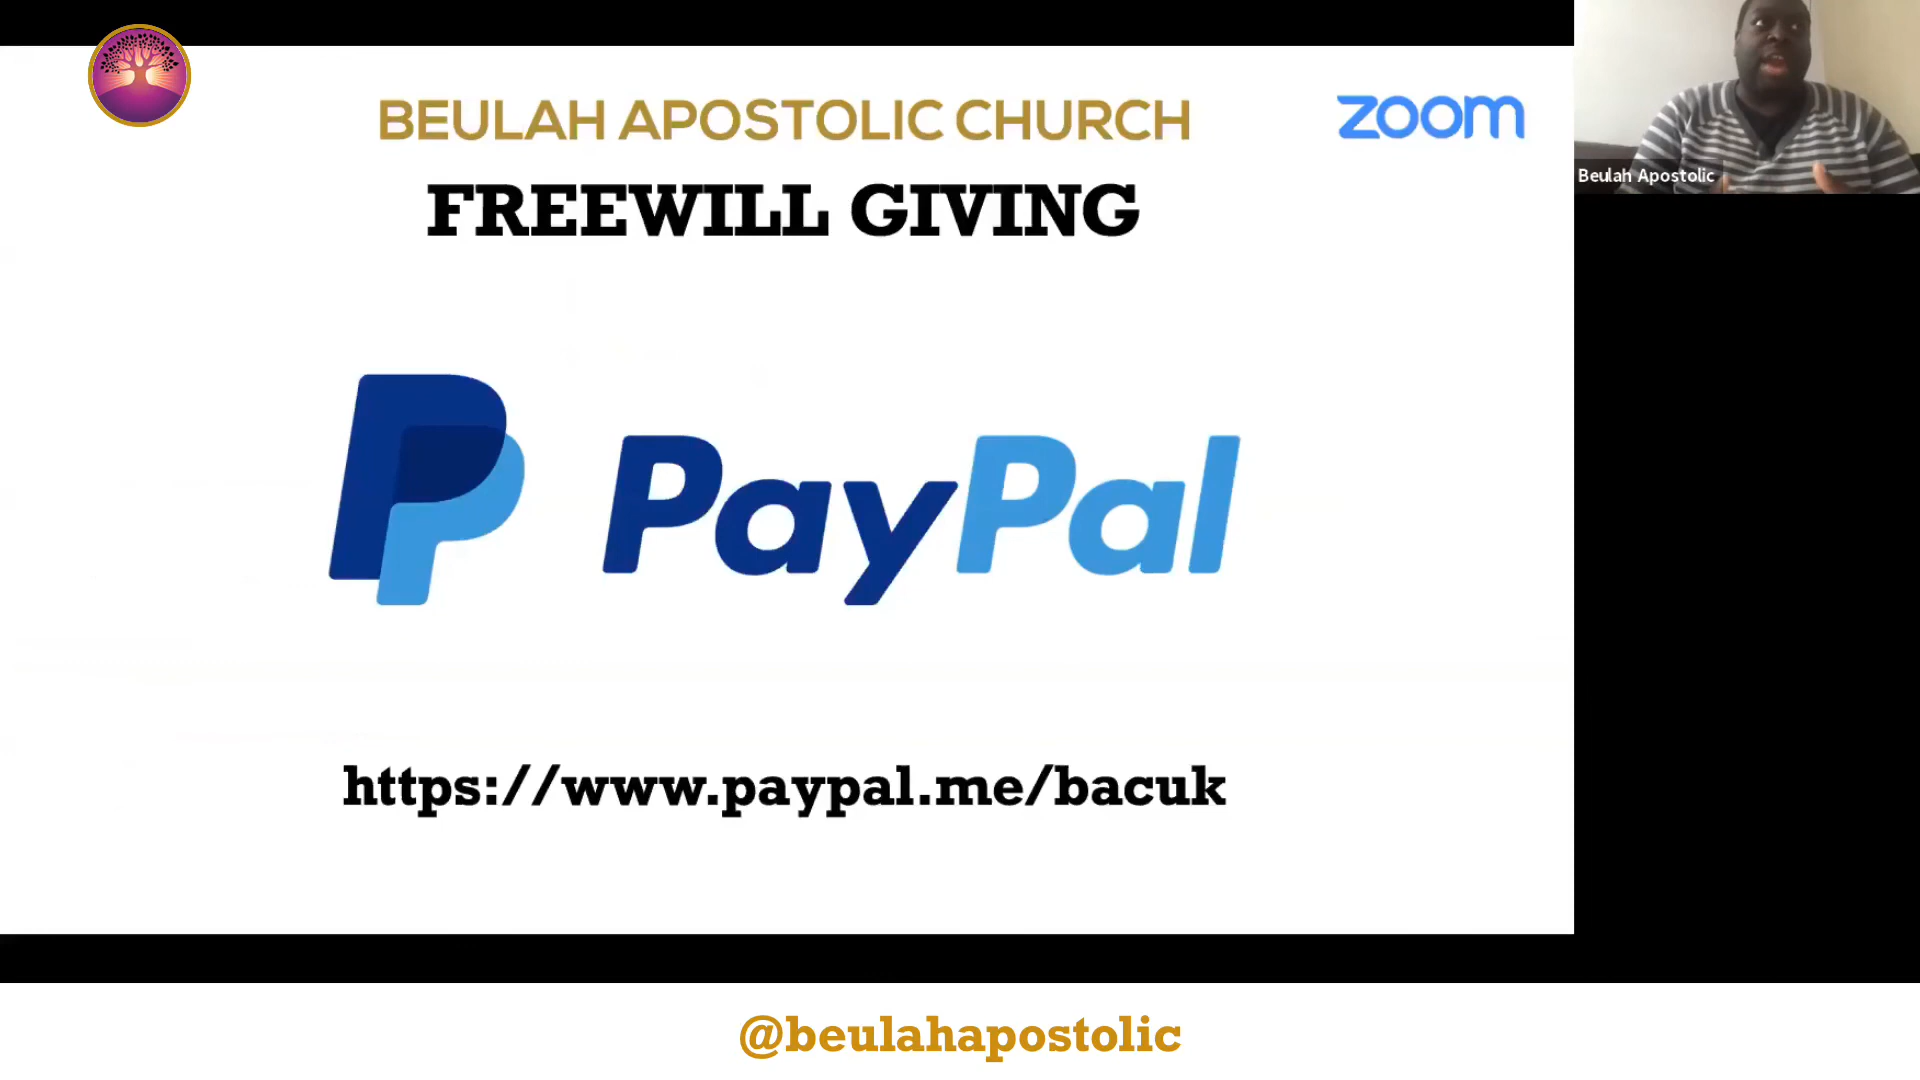 BEULAH APOSTOLIC CHURCH
zoom
FREEWILL GIVING
PayPal
https://www.paypal.me/bacuk
Beulah Apostolic
@beulahapostolic